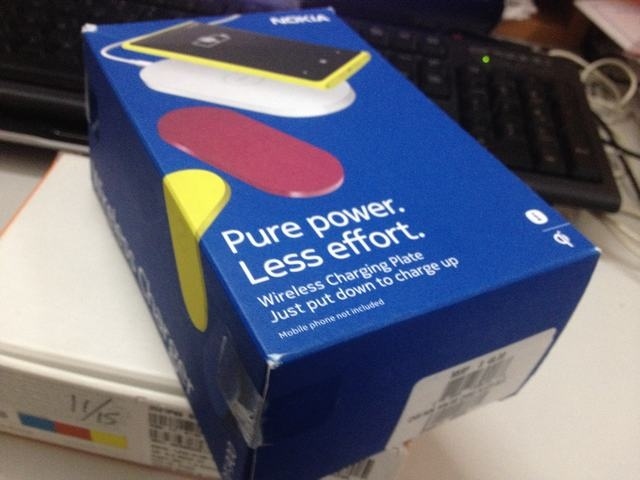 NOKIA
Pure power.
Less effort.
Wireless Charging Plate
Just put down to charge up
Mobile phone not included
i
qi
11/15